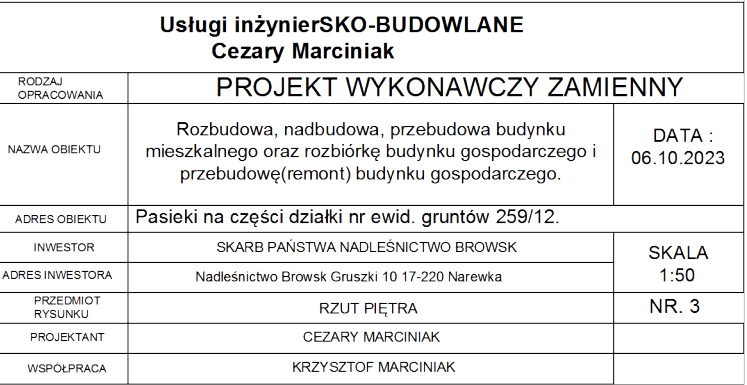 Usługi inżynierSKO-BUDOWLANE
Cezary Marciniak
RODZAJ
OPRACOWANIA
PROJEKT WYKONAWCZY ZAMIENNY
NAZWA OBIEKTU
Rozbudowa, nadbudowa, przebudowa budynku
mieszkalnego oraz rozbiórkę budynku gospodarczego i
przebudowę(remont) budynku gospodarczego.
DATA :
06.10.2023
ADRES OBIEKTU
Pasieki na części działki nr ewid. gruntów 259/12.
INWESTOR
SKARB PAŃSTWA NADLEŚNICTWO BROWSK
SKALA
1:50
ADRES INWESTORA
Nadleśnictwo Browsk Gruszki 10 17-220 Narewka
PRZEDMIOT
RYSUNKU
RZUT PIĘTRA
NR. 3
PROJEKTANT
CEZARY MARCINIAK
WSPÓŁPRACA
KRZYSZTOF MARCINIAK